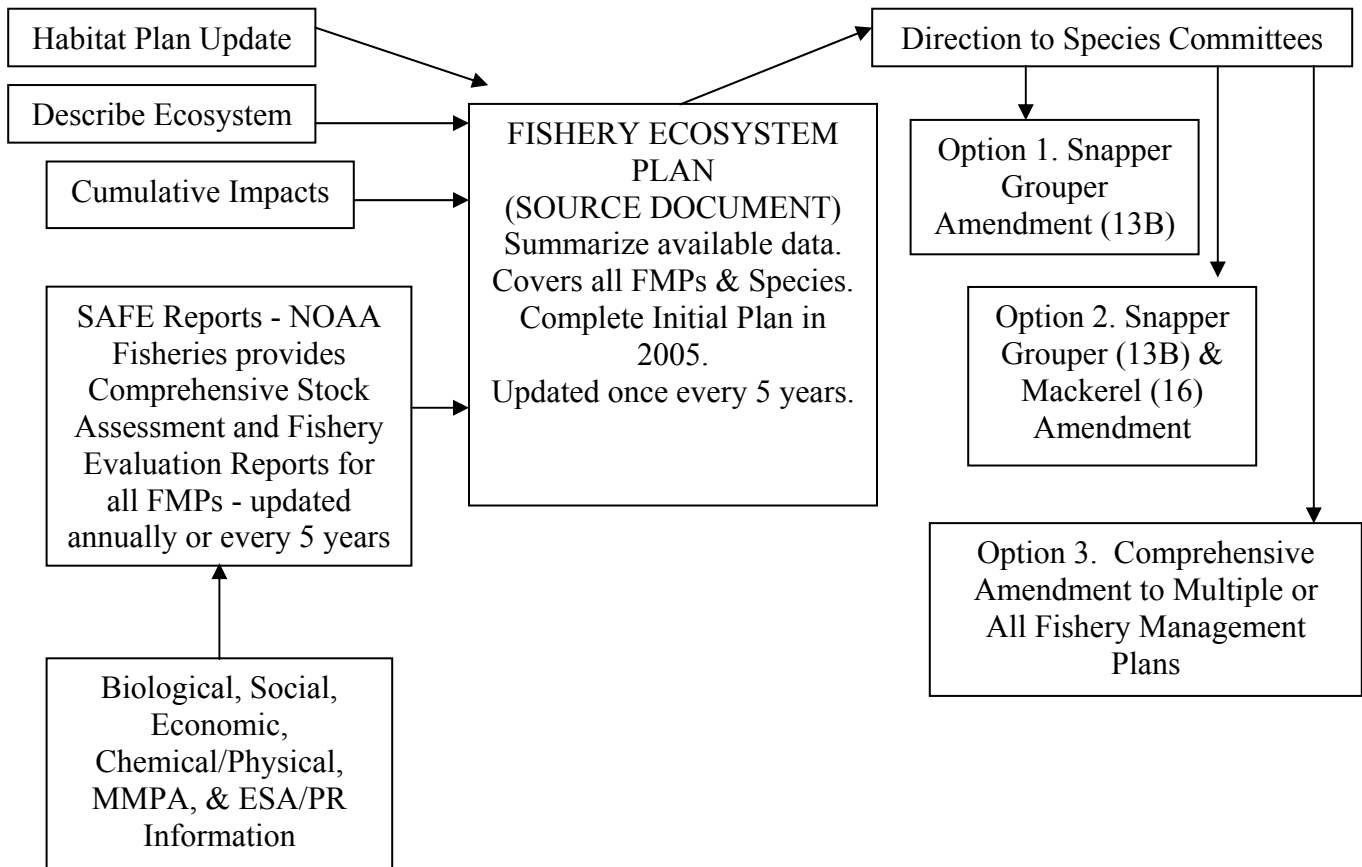 Habitat Plan Update
Describe Ecosystem
Cumulative Impacts
SAFE Reports - NOAA
Fisheries provides
Comprehensive Stock
Assessment and Fishery
Evaluation Reports for
all FMPs - updated
annually or every 5 years
Biological, Social,
Economic,
Chemical/Physical,
MMPA, & ESA/PR
Information
FISHERY ECOSYSTEM
PLAN
(SOURCE DOCUMENT)
Summarize available data.
Covers all FMPs & Species.
Complete Initial Plan in
2005.
Updated once every 5 years.
Direction to Species Committees
Option 1. Snapper
Grouper
Amendment (13B)
Option 2. Snapper
Grouper (13B) &
Mackerel (16)
Amendment
Option 3.  Comprehensive
Amendment to Multiple or
All Fishery Management
Plans